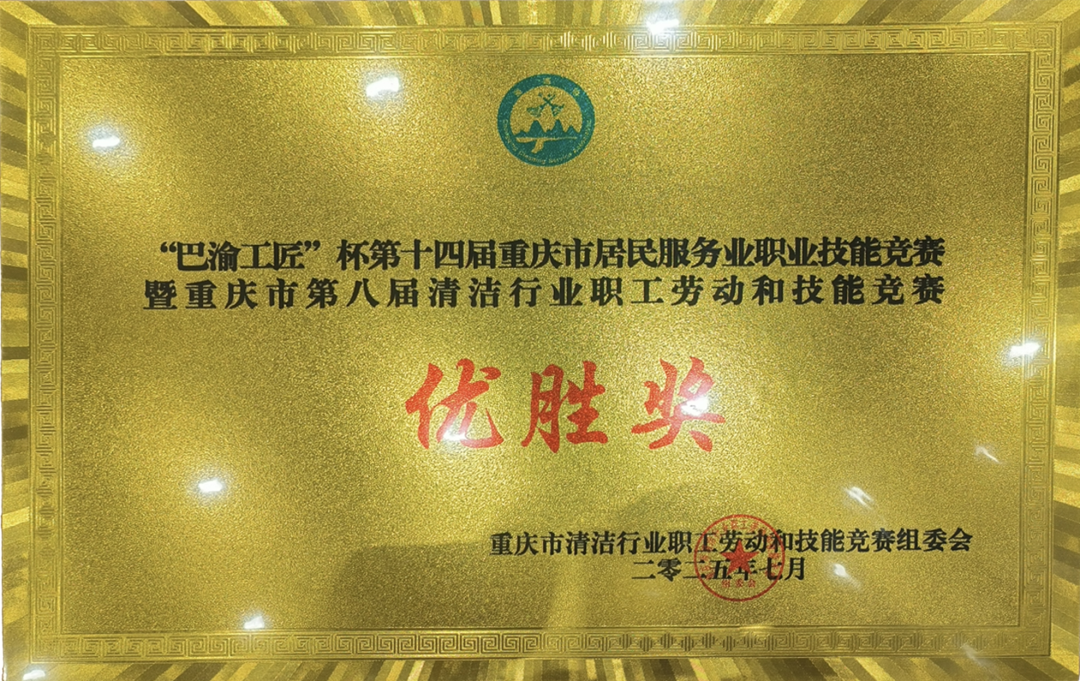 “巴渝工匠”杯第十四届重庆市居民服务业职业技能竞赛
暨重庆市第八届清洁行业职工劳动和技能竞赛
优胜奖
重庆市清洁行业职工劳动和技能竞赛组委会
二零二五年七月
组委会